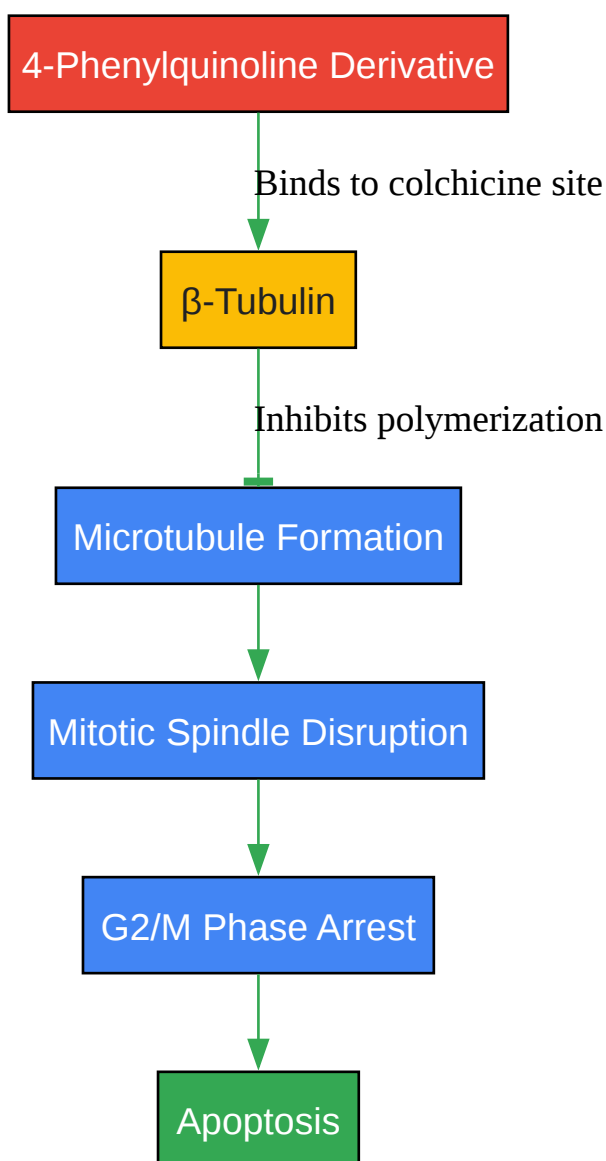 4-Phenylquinoline Derivative
Binds to colchicine site
β-Tubulin
Inhibits polymerization
Microtubule Formation
Mitotic Spindle Disruption
G2/M Phase Arrest
Apoptosis